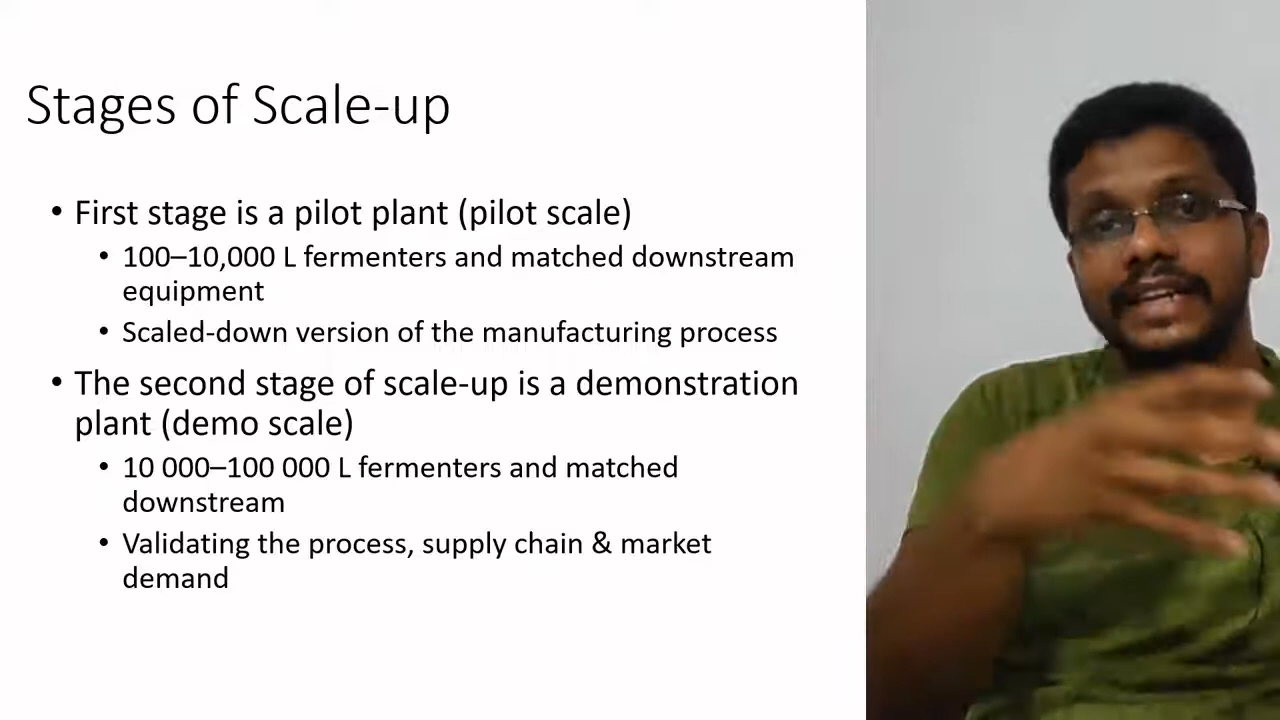 Stages of Scale-up
• First stage is a pilot plant (pilot scale)
• 100–10,000 L fermenters and matched downstream
equipment
• Scaled-down version of the manufacturing process
• The second stage of scale-up is a demonstration
plant (demo scale)
• 10 000–100 000 L fermenters and matched
downstream
• Validating the process, supply chain & market
demand